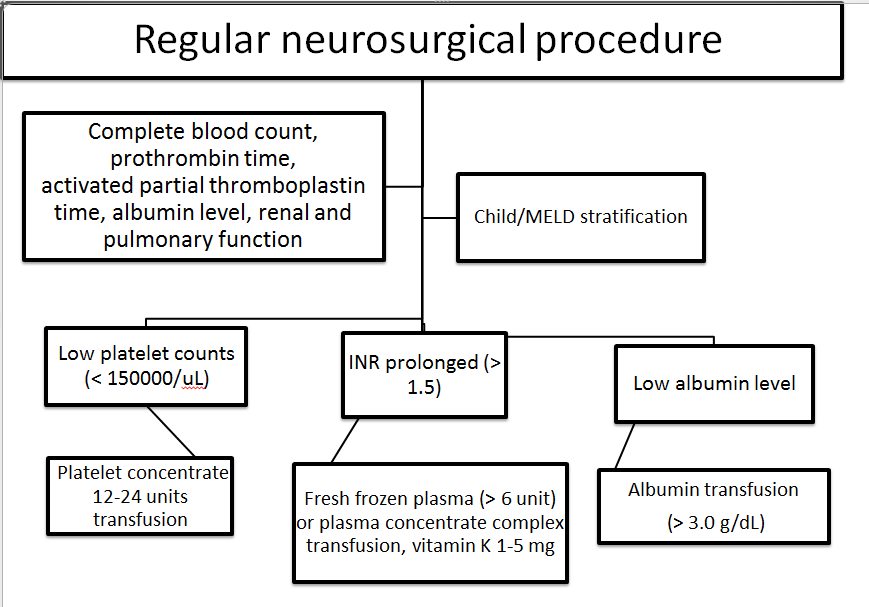 Regular neurosurgical procedure
Complete blood count,
prothrombin time,
activated partial thromboplastin
time, albumin level, renal and
pulmonary function
Child/MELD stratification
Low platelet counts
(< 150000/uL)
INR prolonged (>
1.5)
Low albumin level
Platelet concentrate
12-24 units
transfusion
Fresh frozen plasma (> 6 unit)
or plasma concentrate complex
transfusion, vitamin K 1-5 mg
Albumin transfusion
(> 3.0 g/dL)